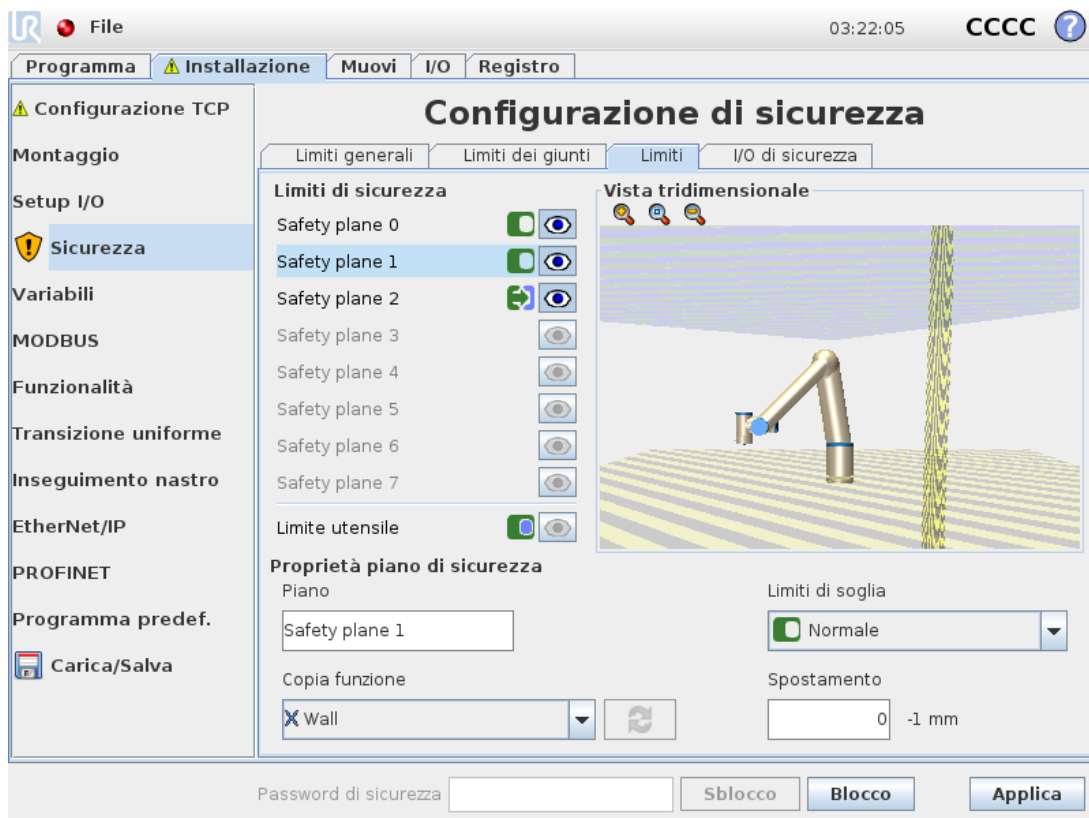 UR File 03:22:05 CCCC ?
Programma Installazione Muovi I/O Registro
Configurazione TCP
Montaggio
Setup I/O
Sicurezza
Variabili
MODBUS
Funzionalità
Transizione uniforme
Inseguimento nastro
EtherNet/IP
PROFINET
Programma predef.
Carica/Salva
Configurazione di sicurezza
Limiti generali Limiti dei giunti Limiti I/O di sicurezza
Limiti di sicurezza
Safety plane 0
Safety plane 1
Safety plane 2
Safety plane 3
Safety plane 4
Safety plane 5
Safety plane 6
Safety plane 7
Limite utensile
Vista tridimensionale
Proprietà piano di sicurezza
Piano
Safety plane 1
Limiti di soglia
Normale
Copia funzione
Wall
Spostamento
0 -1 mm
Password di sicurezza Sblocco Blocco Applica